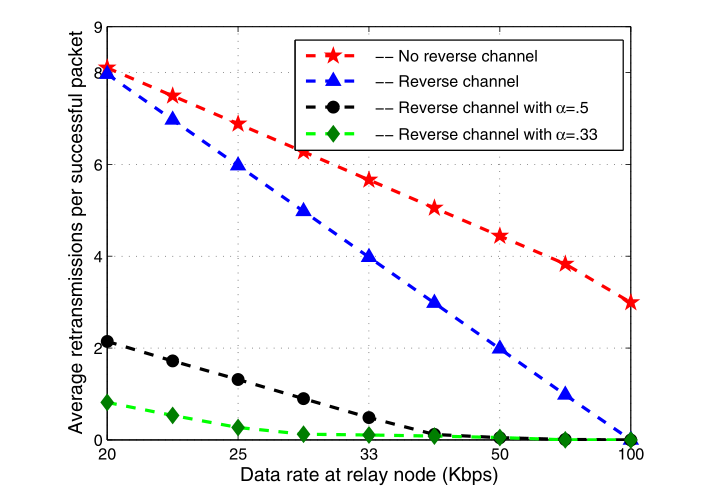 9
8
6
4
2
0
Average retransmissions per successful packet
−− No reverse channel
−− Reverse channel
−− Reverse channel with α=.5
−− Reverse channel with α=.33
20 25 33 50 100
Data rate at relay node (Kbps)